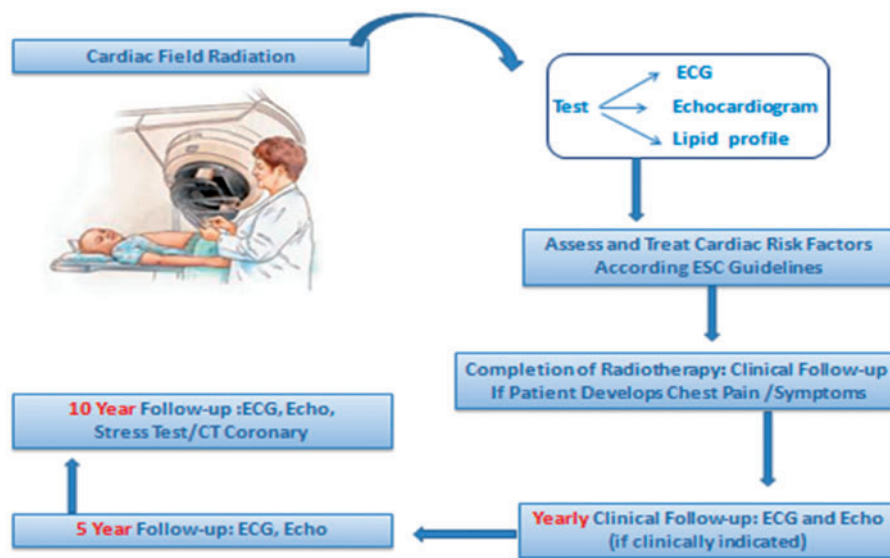 Cardiac Field Radiation
Test
ECG
Echocardiogram
Lipid profile
Assess and Treat Cardiac Risk Factors
According ESC Guidelines
Completion of Radiotherapy: Clinical Follow-up
If Patient Develops Chest Pain /Symptoms
Yearly Clinical Follow-up: ECG and Echo
(if clinically indicated)
5 Year Follow-up: ECG, Echo
10 Year Follow-up :ECG, Echo,
Stress Test/CT Coronary